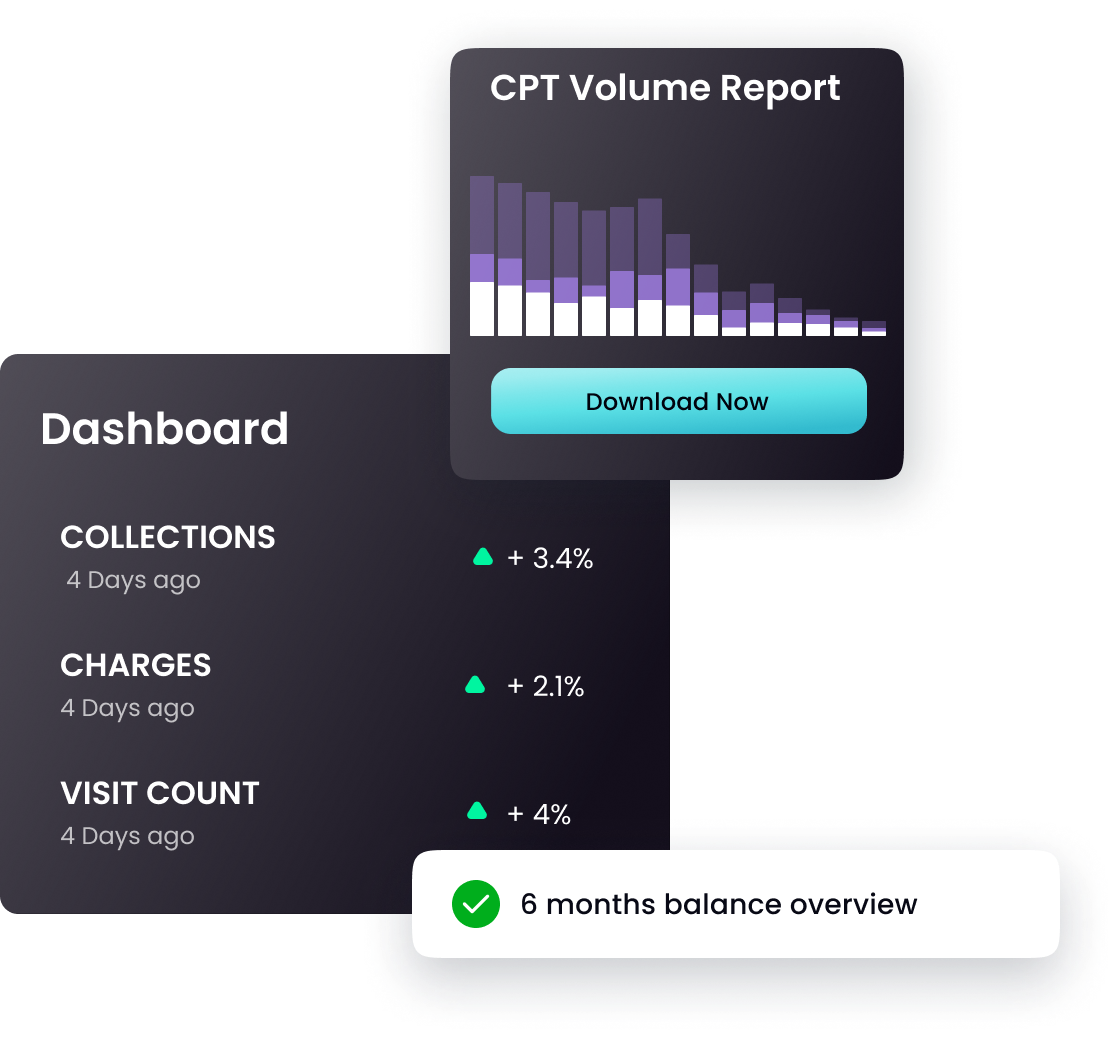 CPT Volume Report
Download Now
Dashboard
COLLECTIONS
4 Days ago
+ 3.4%
CHARGES
4 Days ago
+ 2.1%
VISIT COUNT
4 Days ago
+ 4%
6 months balance overview